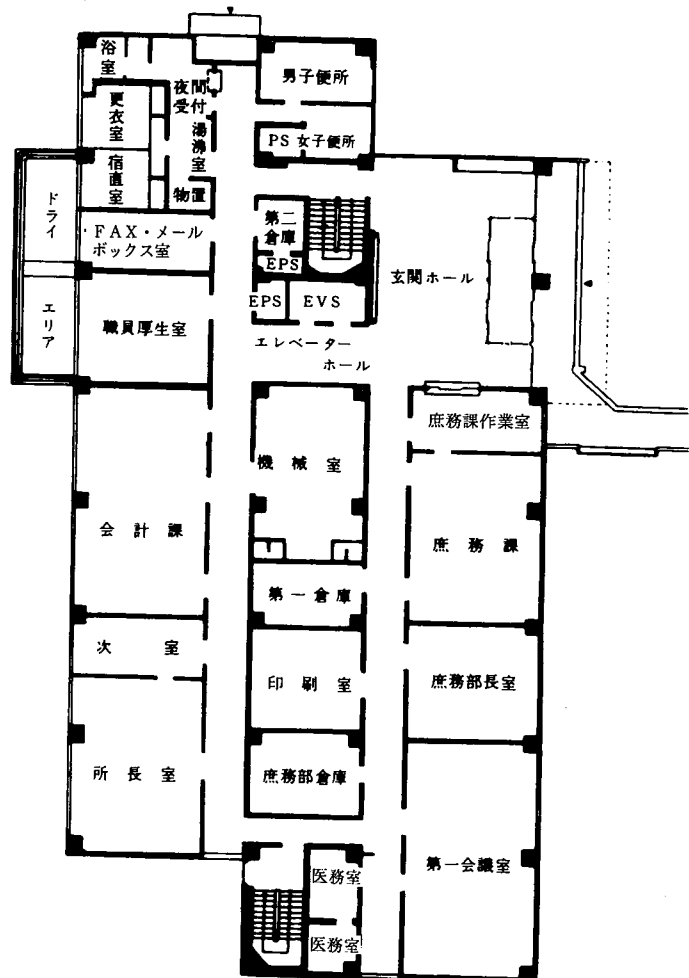 浴室
男子便所
夜間
受付
更衣室
湯沸室
PS 女子便所
宿直室
物置
ドライ
第二
倉庫
・FAX・メール
ボックス室
EPS
玄関ホール
エリア
EPS
EVS
職員厚生室
エレベーター
ホール
庶務課作業室
機械室
会計課
庶務課
第一倉庫
次室
印刷室
庶務部長室
所長室
庶務部倉庫
第一会議室
医務室
医務室